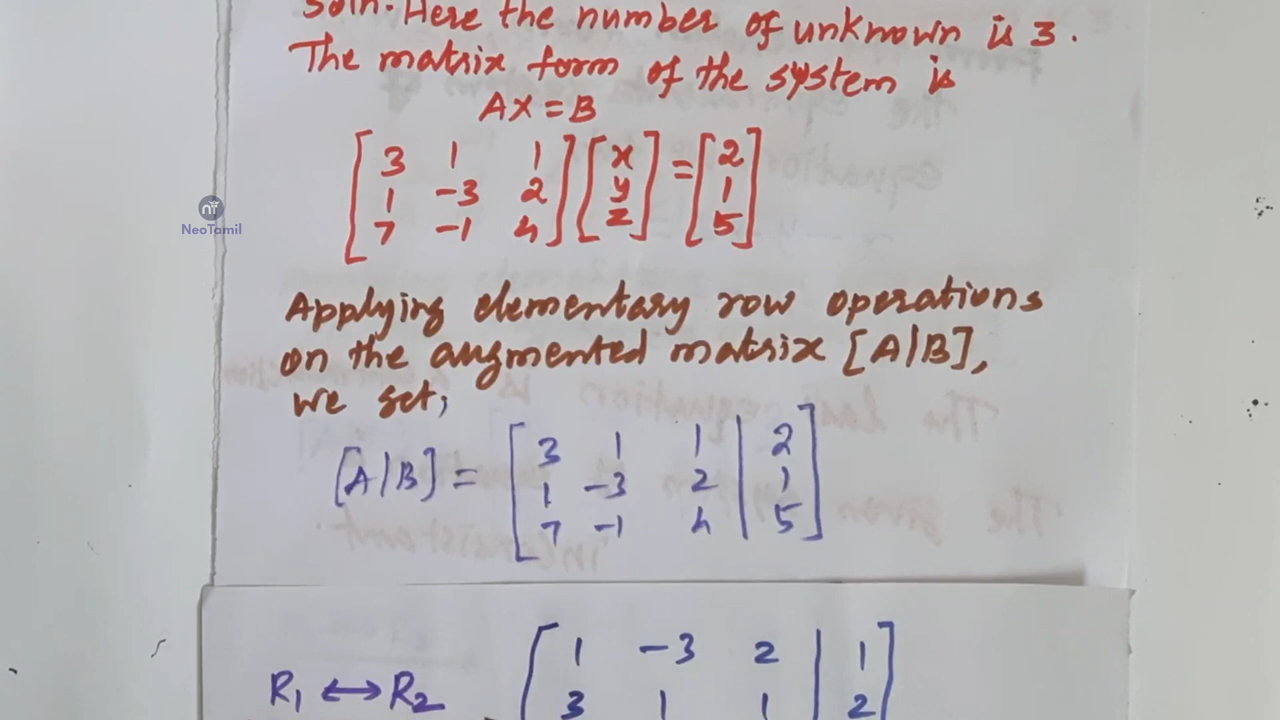 Soln. Here the number of unknown is 3.
The matrix form of the system is
AX = B
[3 1 1] [x] = [2]
[1 -3 2] [y] [1]
[7 -1 4] [z] [5]
NeoTamil
Applying elementary row operations
on the augmented matrix [A|B],
we get;
[A|B] = [3 1 1 | 2]
[1 -3 2 | 1]
[7 -1 4 | 5]
[1 -3 2 | 1]
R1 ↔ R2 [3 1 1 | 2]